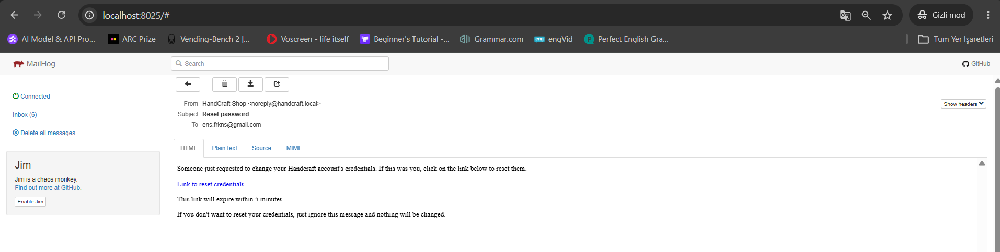 localhost:8025/#
Gizli mod
AI Model & API Pro...
ARC Prize
Vending-Bench 2 |...
Voscreen - life itself
Beginner's Tutorial -...
Grammar.com
eng engVid
P Perfect English Gra...
Tüm Yer İşaretleri
MailHog
Search
GitHub
Connected
Inbox (6)
Delete all messages
Jim
Jim is a chaos monkey.
Find out more at GitHub.
Enable Jim
From HandCraft Shop <noreply@handcraft.local>
Show headers
Subject Reset password
To ens.frkns@gmail.com
HTML Plain text Source MIME
Someone just requested to change your Handcraft account's credentials. If this was you, click on the link below to reset them.
Link to reset credentials
This link will expire within 5 minutes.
If you don't want to reset your credentials, just ignore this message and nothing will be changed.